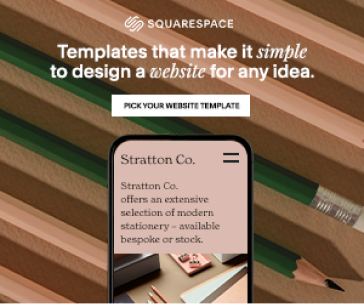 SQUARESPACE
Templates that make it simple
to design a website for any idea.
PICK YOUR WEBSITE TEMPLATE
Stratton Co.
Stratton Co.
offers an extensive
selection of modern
stationery – available
bespoke or stock.